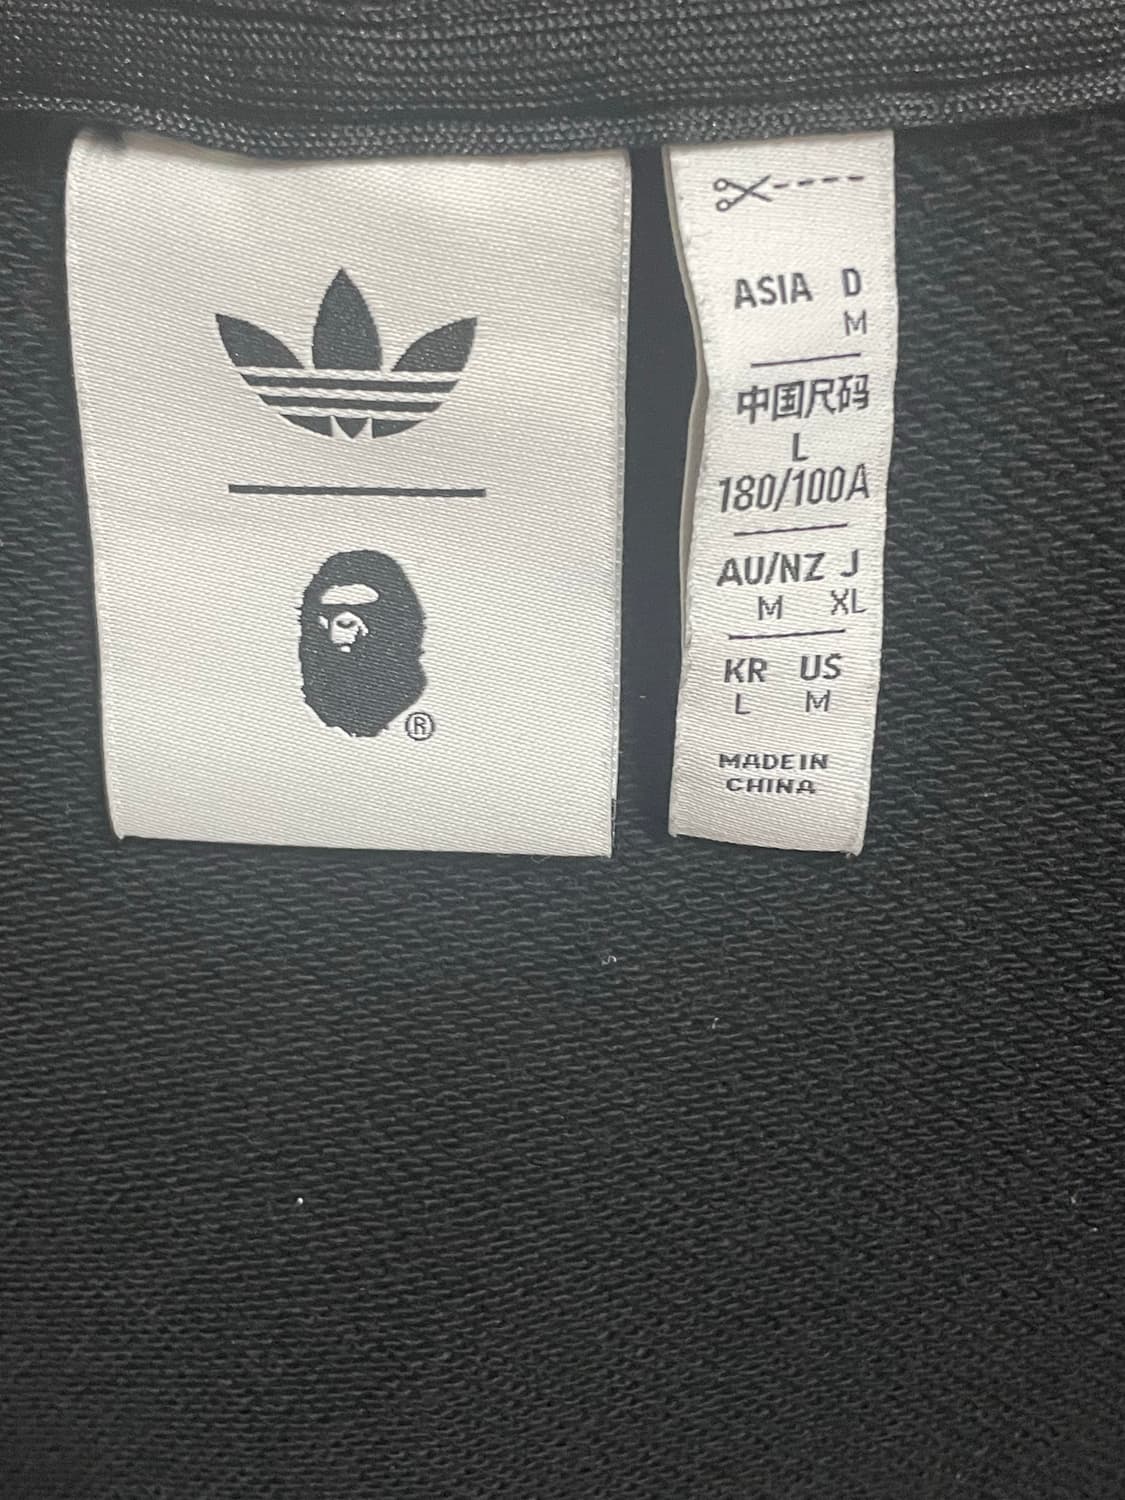 ®
ASIA D
M
中国尺码
L
180/100A
AU/NZ J
M XL
KR US
L M
MADE IN
CHINA